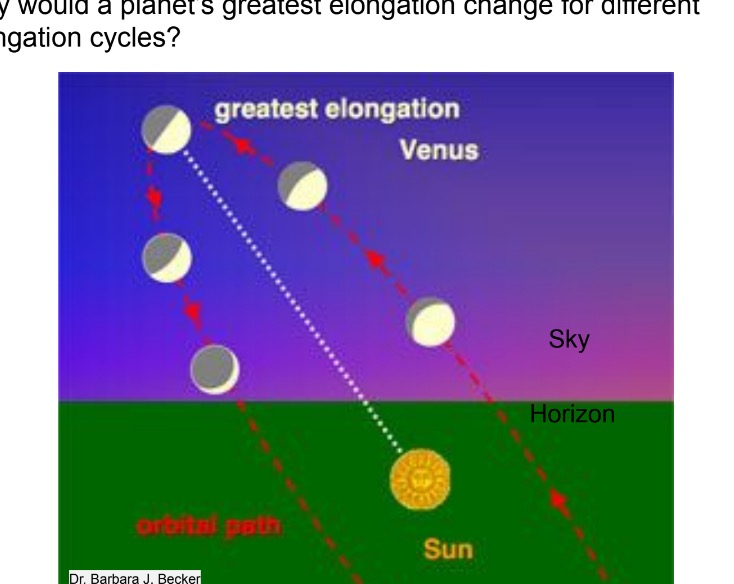 would a planet's greatest elongation change for different
cycles?
greatest elongation
Venus
Sky
Horizon
orbital path
Sun
Dr. Barbara J. Becker